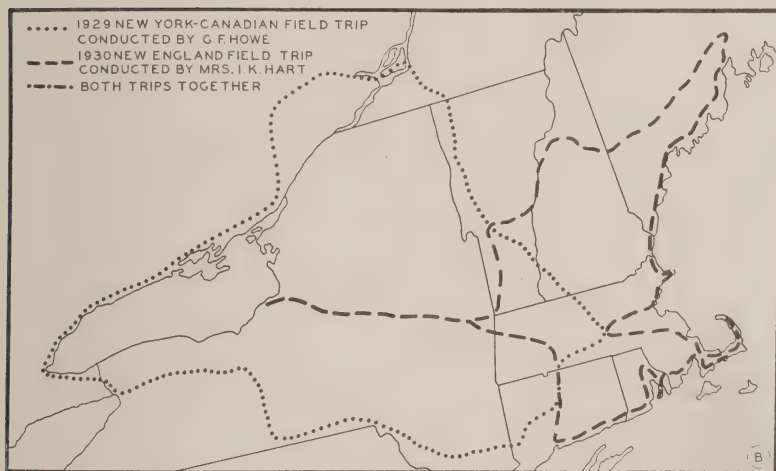 1929 NEW YORK-CANADIAN FIELD TRIP
CONDUCTED BY G.F.HOWE
1930 NEW ENGLAND FIELD TRIP
CONDUCTED BY MRS. I.K.HART
BOTH TRIPS TOGETHER
B